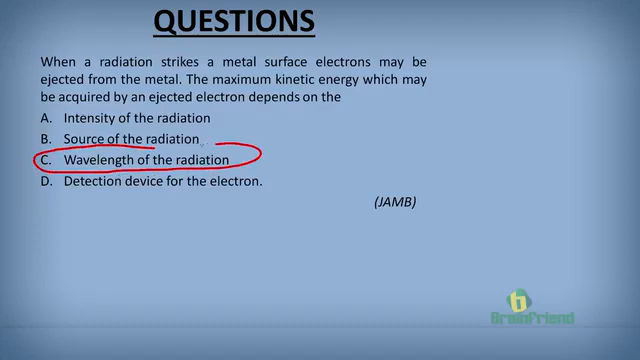 QUESTIONS
When a radiation strikes a metal surface electrons may be
ejected from the metal. The maximum kinetic energy which may
be acquired by an ejected electron depends on the
A. Intensity of the radiation
B. Source of the radiation
C. Wavelength of the radiation
D. Detection device for the electron.
(JAMB)
BrainFriend